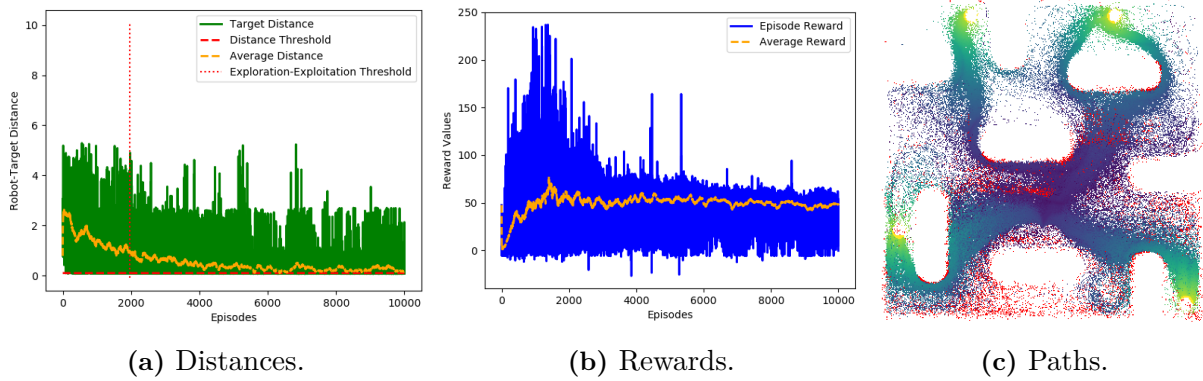 10
8
6
4
2
0
Robot-Target Distance
Target Distance
Distance Threshold
Average Distance
Exploration-Exploitation Threshold
0 2000 4000 6000 8000 10000
Episodes
(a) Distances.
250
200
150
100
50
0
Reward Values
Episode Reward
Average Reward
0 2000 4000 6000 8000 10000
Episodes
(b) Rewards.
(c) Paths.